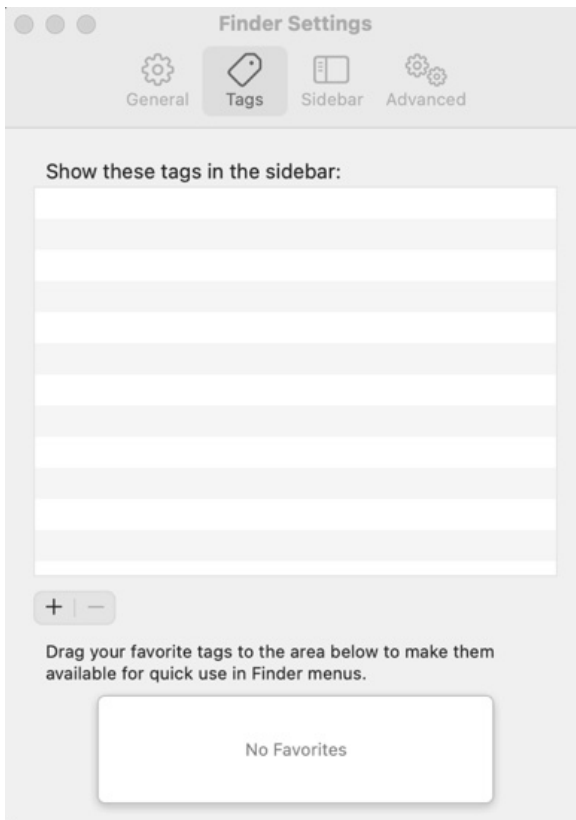 Finder Settings
General Tags Sidebar Advanced
Show these tags in the sidebar:
+ −
Drag your favorite tags to the area below to make them
available for quick use in Finder menus.
No Favorites